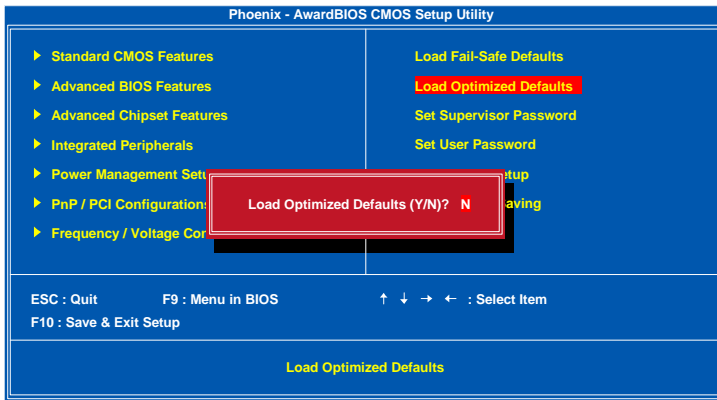 Phoenix - AwardBIOS CMOS Setup Utility
Standard CMOS Features
Advanced BIOS Features
Advanced Chipset Features
Integrated Peripherals
Power Management Setu
PnP / PCI Configurations
Frequency / Voltage Con
Load Fail-Safe Defaults
Load Optimized Defaults
Set Supervisor Password
Set User Password
etup
aving
Load Optimized Defaults (Y/N)? N
ESC : Quit F9 : Menu in BIOS ↑ ↓ → ← : Select Item
F10 : Save & Exit Setup
Load Optimized Defaults